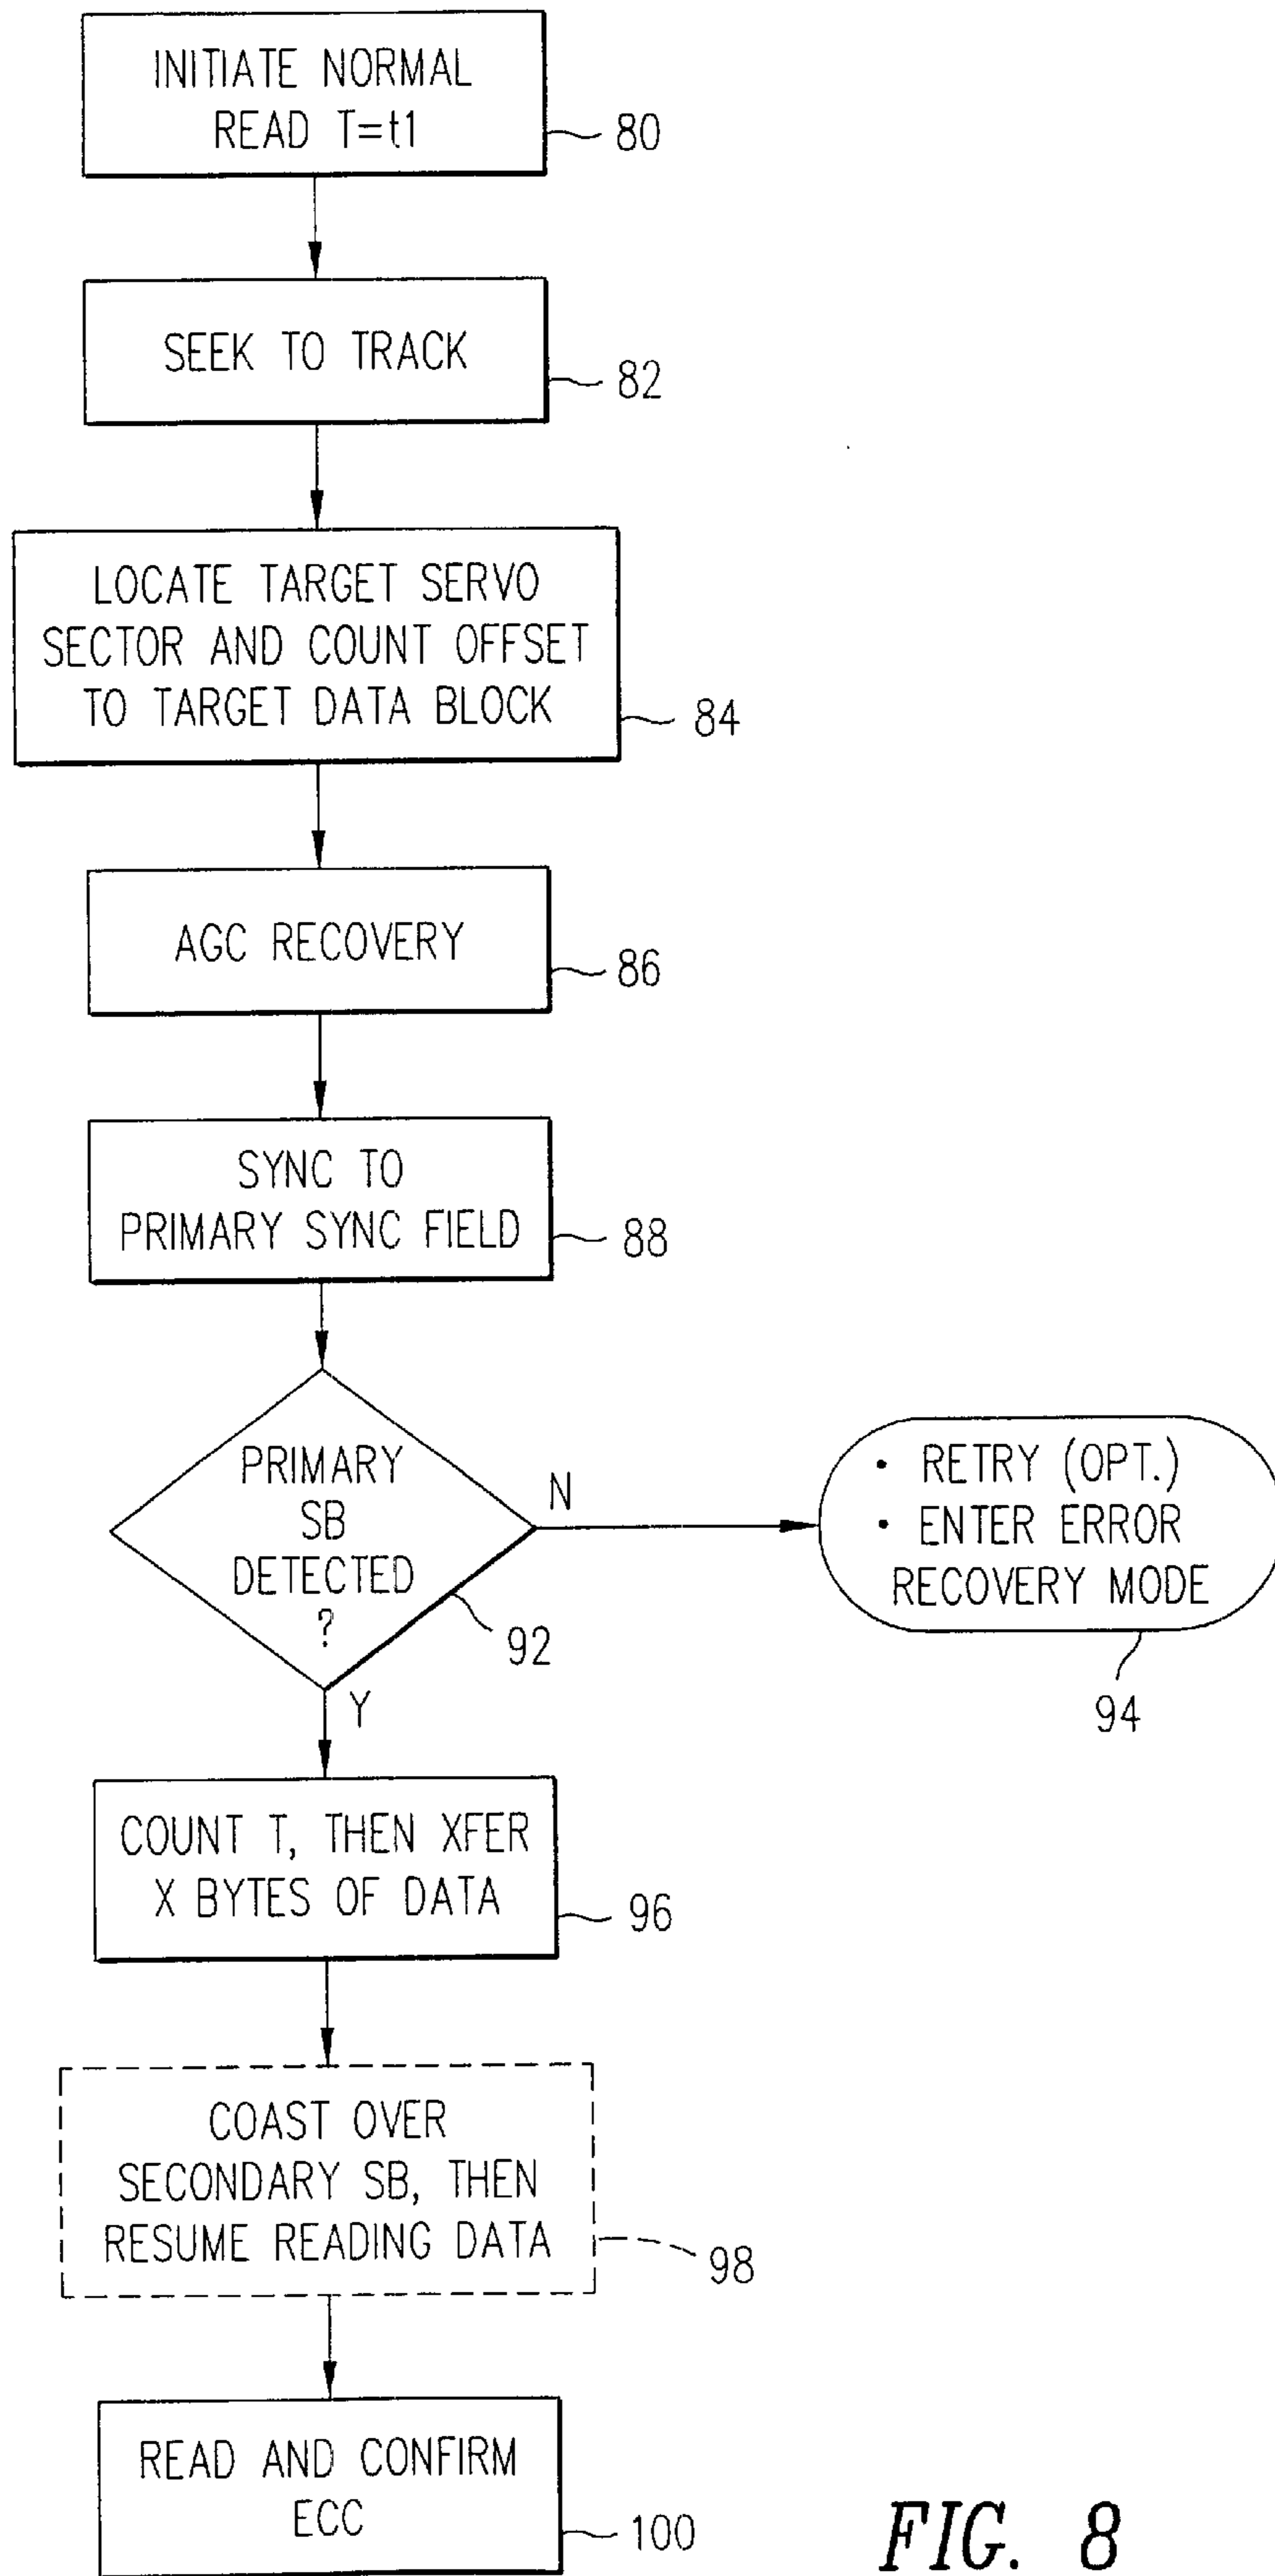 INITIATE NORMAL
READ T=t1
80
SEEK TO TRACK
82
LOCATE TARGET SERVO
SECTOR AND COUNT OFFSET
TO TARGET DATA BLOCK
84
AGC RECOVERY
86
SYNC TO
PRIMARY SYNC FIELD
88
PRIMARY
SB
DETECTED
?
92
N
• RETRY (OPT.)
• ENTER ERROR
RECOVERY MODE
94
Y
COUNT T, THEN XFER
X BYTES OF DATA
96
COAST OVER
SECONDARY SB, THEN
RESUME READING DATA
98
READ AND CONFIRM
ECC
100
FIG. 8